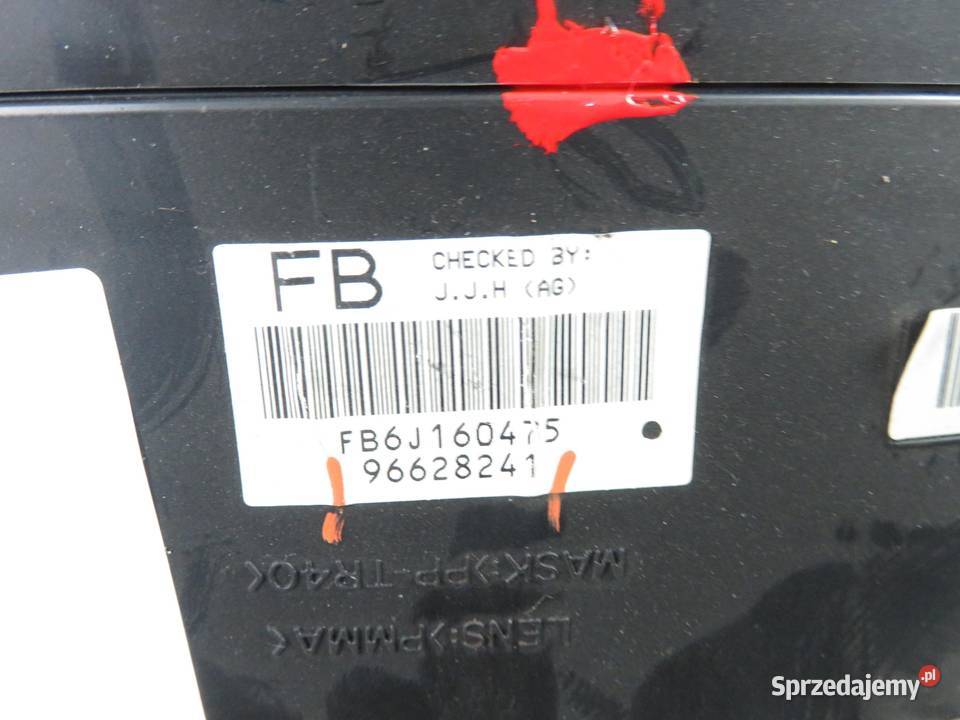 FB
CHECKED BY:
J.J.H (AG)
FB6J160475
96628241
MASK:>PP-TR40<
LENS:>PMMA<
Sprzedajemy.pl